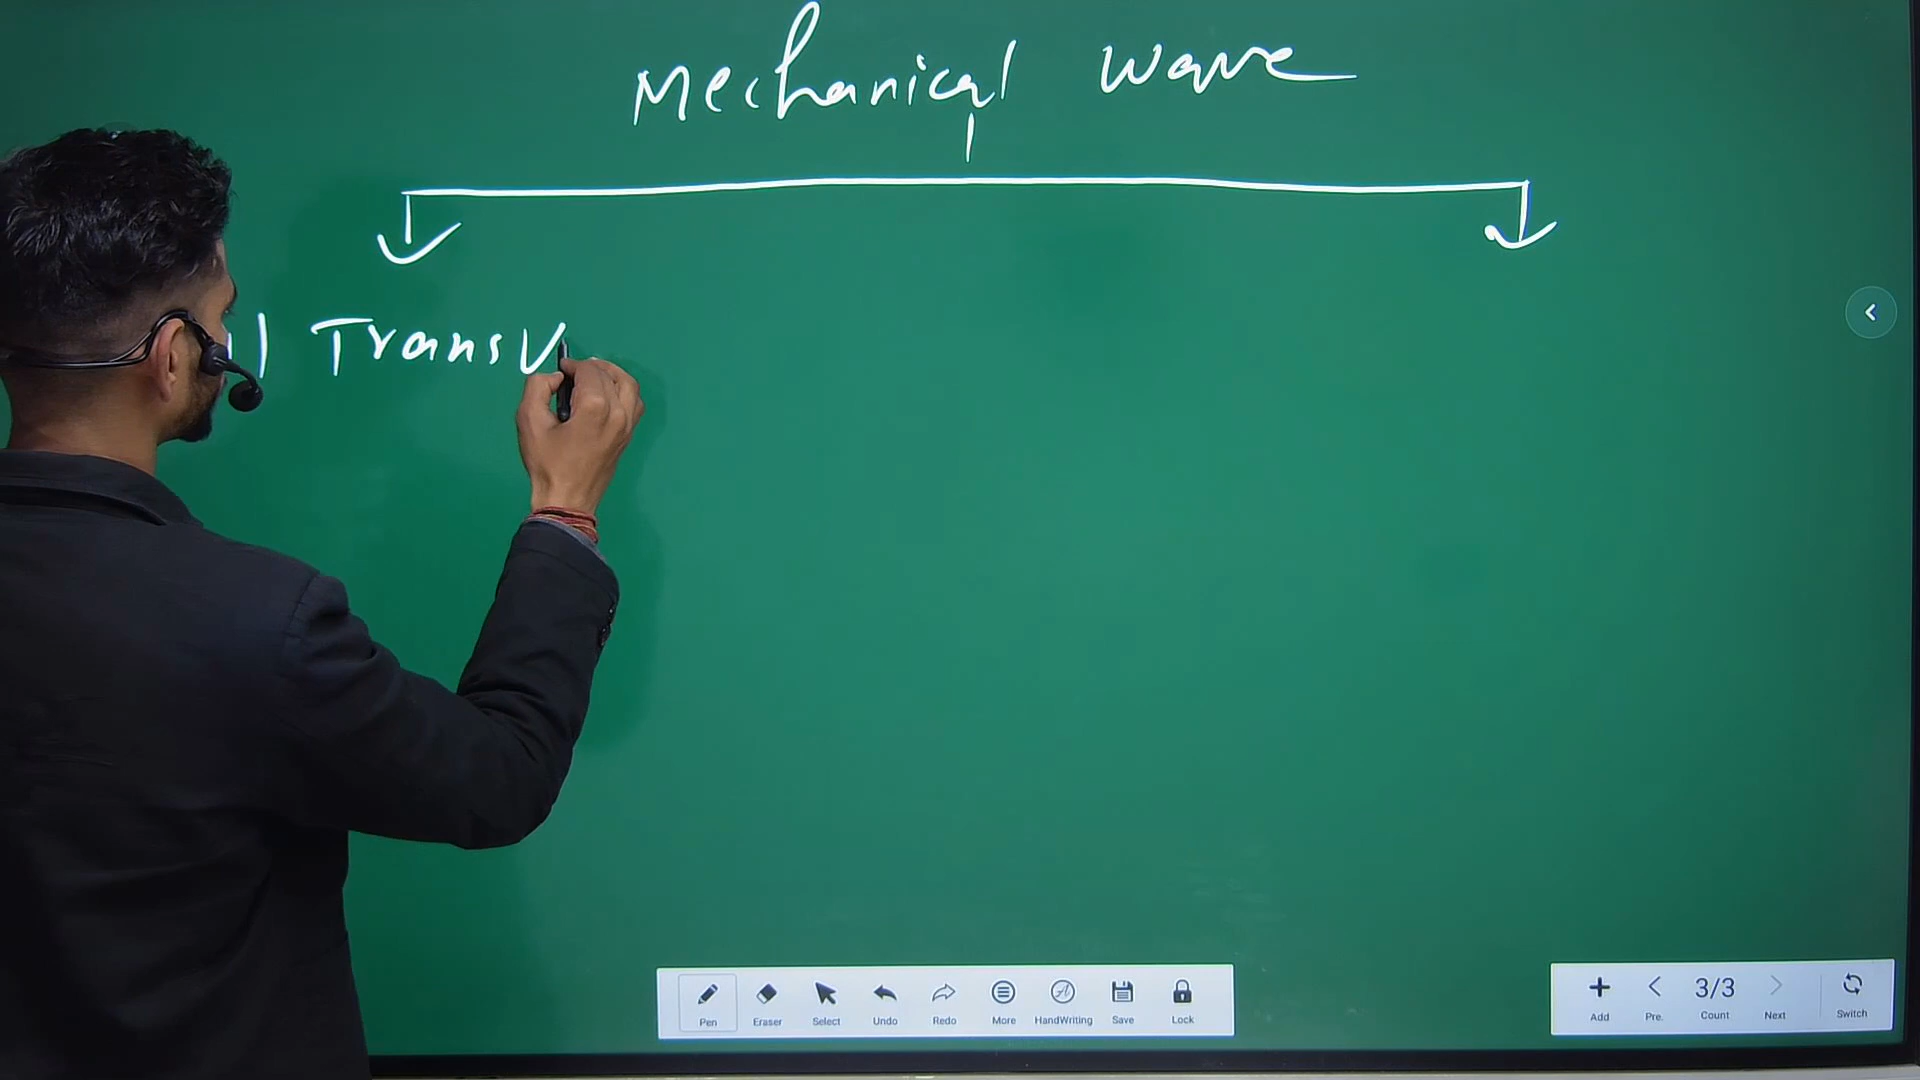 Mechanical wave
1 Transv
Pen Eraser Select Undo Redo More HandWriting Save Lock
3/3
Add Pre. Count Next Switch